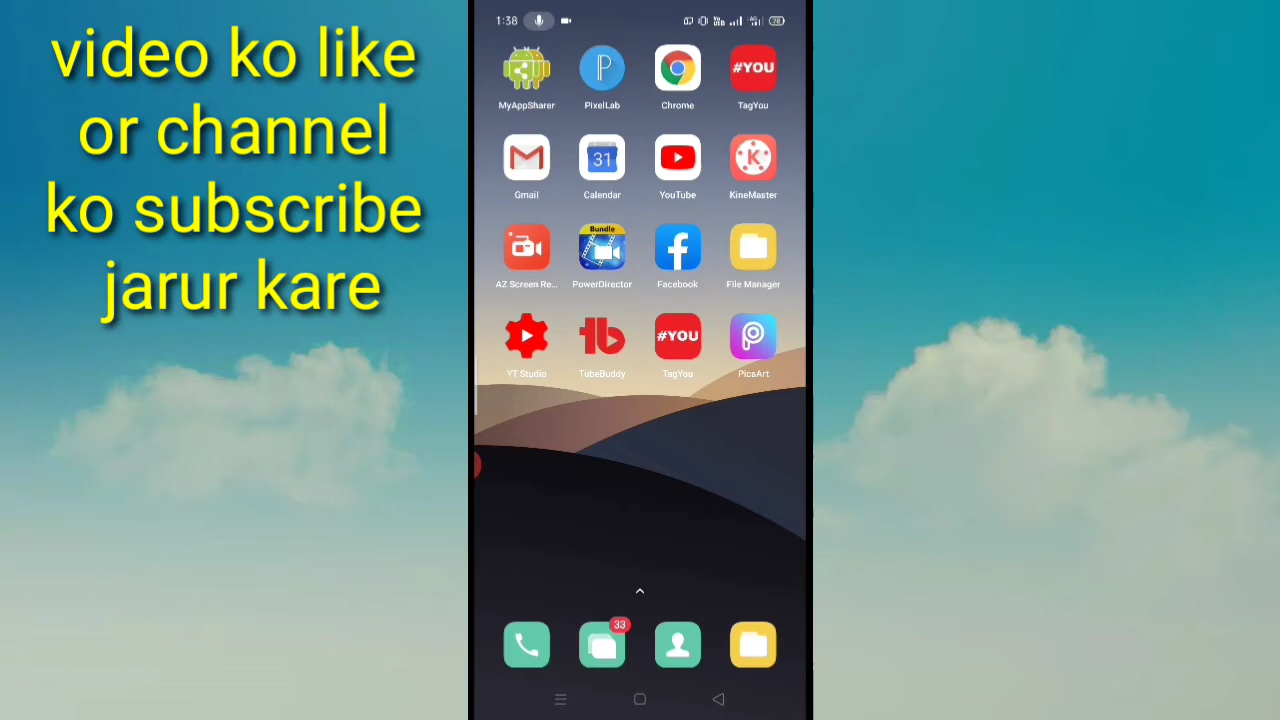 video ko like
or channel
ko subscribe
jarur kare
1:38
70
#YOU
MyAppSharer PixelLab Chrome TagYou
31
Gmail Calendar YouTube KineMaster
Bundle
AZ Screen Re... PowerDirector Facebook File Manager
#YOU
YT Studio TubeBuddy TagYou PicsArt
33